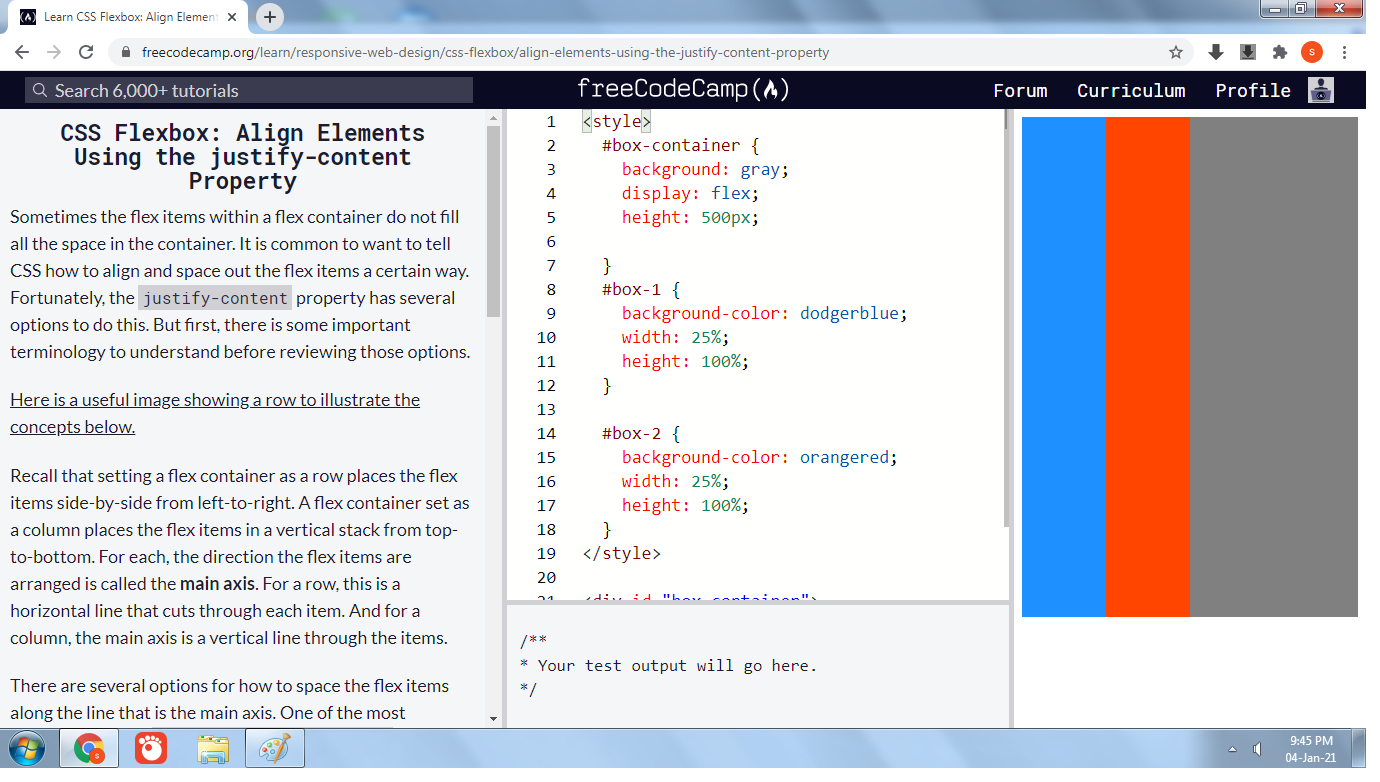 Learn CSS Flexbox: Align Element
freecodecamp.org/learn/responsive-web-design/css-flexbox/align-elements-using-the-justify-content-property
S
Search 6,000+ tutorials
freeCodeCamp
Forum Curriculum Profile
CSS Flexbox: Align Elements
Using the justify-content
Property
Sometimes the flex items within a flex container do not fill
all the space in the container. It is common to want to tell
CSS how to align and space out the flex items a certain way.
Fortunately, the justify-content property has several
options to do this. But first, there is some important
terminology to understand before reviewing those options.
Here is a useful image showing a row to illustrate the
concepts below.
Recall that setting a flex container as a row places the flex
items side-by-side from left-to-right. A flex container set as
a column places the flex items in a vertical stack from top-
to-bottom. For each, the direction the flex items are
arranged is called the main axis. For a row, this is a
horizontal line that cuts through each item. And for a
column, the main axis is a vertical line through the items.
There are several options for how to space the flex items
along the line that is the main axis. One of the most
1 <style>
2 #box-container {
3 background: gray;
4 display: flex;
5 height: 500px;
6
7 }
8 #box-1 {
9 background-color: dodgerblue;
10 width: 25%;
11 height: 100%;
12 }
13
14 #box-2 {
15 background-color: orangered;
16 width: 25%;
17 height: 100%;
18 }
19 </style>
20
21 <div id="box-container">
/**
* Your test output will go here.
*/
S
9:45 PM
04-Jan-21